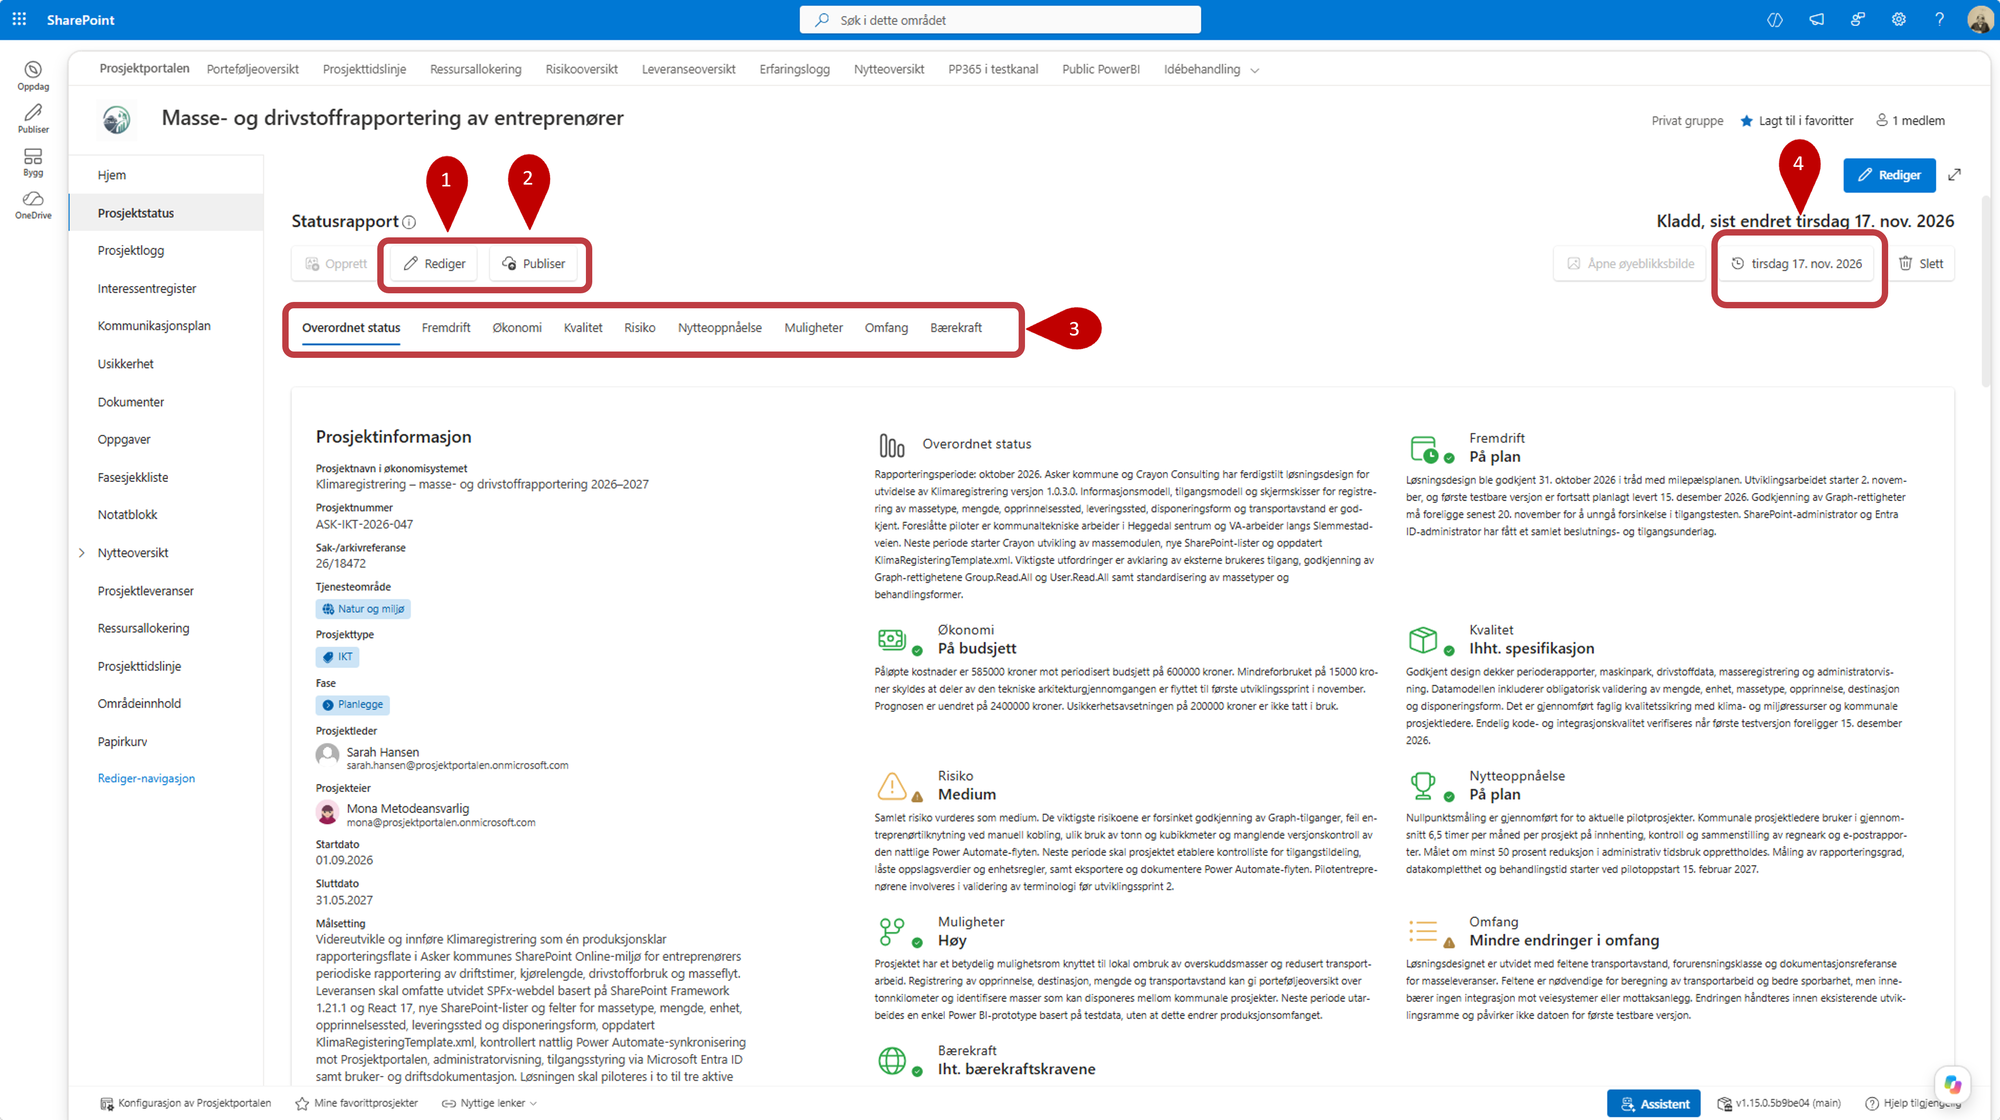 SharePoint
Søk i dette området
Oppdag
Publiser
Bygg
OneDrive
Prosjektportalen Porteføljeoversikt Prosjekttidslinje Ressursallokering Risikooversikt Leveranseoversikt Erfaringslogg Nytteoversikt PP365 i testkanal Public PowerBI Idébehandling
Masse- og drivstoffrapportering av entreprenører
Privat gruppe Lagt til i favoritter 1 medlem
Hjem
Prosjektstatus
Prosjektlogg
Interessentregister
Kommunikasjonsplan
Usikkerhet
Dokumenter
Oppgaver
Fasesjekkliste
Notatblokk
Nytteoversikt
Prosjektleveranser
Ressursallokering
Prosjekttidslinje
Områdeinnhold
Papirkurv
Rediger-navigasjon
1
2
4
Rediger
Statusrapport
Kladd, sist endret tirsdag 17. nov. 2026
Opprett Rediger Publiser
Åpne øyeblikksbilde tirsdag 17. nov. 2026 Slett
Overordnet status Fremdrift Økonomi Kvalitet Risiko Nytteoppnåelse Muligheter Omfang Bærekraft
3
Prosjektinformasjon
Prosjektnavn i økonomisystemet
Klimaregistrering – masse- og drivstoffrapportering 2026–2027
Prosjektnummer
ASK-IKT-2026-047
Sak-/arkivreferanse
26/18472
Tjenesteområde
Natur og miljø
Prosjekttype
IKT
Fase
Planlegge
Prosjektleder
Sarah Hansen
sarah.hansen@prosjektportalen.onmicrosoft.com
Prosjekteier
Mona Metodeansvarlig
mona@prosjektportalen.onmicrosoft.com
Startdato
01.09.2026
Sluttdato
31.05.2027
Målsetting
Videreutvikle og innføre Klimaregistrering som én produksjonsklar
rapporteringsflate i Asker kommunes SharePoint Online-miljø for entreprenørers
periodiske rapportering av driftstimer, kjørelengde, drivstofforbruk og masseflyt.
Leveransen skal omfatte utvidet SPFx-webdel basert på SharePoint Framework
1.21.1 og React 17, nye SharePoint-lister og felter for massetype, mengde, enhet,
opprinnelsessted, leveringssted og disponeringsform, oppdatert
KlimaRegisteringTemplate.xml, kontrollert nattlig Power Automate-synkronisering
mot Prosjektportalen, administratorvisning, tilgangsstyring via Microsoft Entra ID
samt bruker- og driftsdokumentasjon. Løsningen skal piloteres i to til tre aktive
Overordnet status
Rapporteringsperiode: oktober 2026. Asker kommune og Crayon Consulting har ferdigstilt løsningsdesign for
utvidelse av Klimaregistrering versjon 1.0.3.0. Informasjonsmodell, tilgangsmodell og skjermskisser for registre-
ring av massetype, mengde, opprinnelsessted, leveringssted, disponeringsform og transportavstand er god-
kjent. Foreslåtte piloter er kommunaltekniske arbeider i Heggedal sentrum og VA-arbeider langs Slemmestad-
veien. Neste periode starter Crayon utvikling av massemodulen, nye SharePoint-lister og oppdatert
KlimaRegisteringTemplate.xml. Viktigste utfordringer er avklaring av eksterne brukeres tilgang, godkjenning av
Graph-rettighetene Group.Read.All og User.Read.All samt standardisering av massetyper og
behandlingsformer.
Fremdrift
På plan
Løsningsdesign ble godkjent 31. oktober 2026 i tråd med milepælsplanen. Utviklingsarbeidet starter 2. novem-
ber, og første testbare versjon er fortsatt planlagt levert 15. desember 2026. Godkjenning av Graph-rettigheter
må foreligge senest 20. november for å unngå forsinkelse i tilgangstesten. SharePoint-administrator og Entra
ID-administrator har fått et samlet beslutnings- og tilgangsunderlag.
Økonomi
På budsjett
Påløpte kostnader er 585000 kroner mot periodisert budsjett på 600000 kroner. Mindreforbruket på 15000 kro-
ner skyldes at deler av den tekniske arkitekturgjennomgangen er flyttet til første utviklingssprint i november.
Prognosen er uendret på 2400000 kroner. Usikkerhetsavsetningen på 200000 kroner er ikke tatt i bruk.
Kvalitet
Ihht. spesifikasjon
Godkjent design dekker perioderapporter, maskinpark, drivstoffdata, masseregistrering og administratorvis-
ning. Datamodellen inkluderer obligatorisk validering av mengde, enhet, massetype, opprinnelse, destinasjon
og disponeringsform. Det er gjennomført faglig kvalitetssikring med klima- og miljøressurser og kommunale
prosjektledere. Endelig kode- og integrasjonskvalitet verifiseres når første testversjon foreligger 15. desember
2026.
Risiko
Medium
Samlet risiko vurderes som medium. De viktigste risikoene er forsinket godkjenning av Graph-tilganger, feil en-
treprenørtilknytning ved manuell kobling, ulik bruk av tonn og kubikkmeter og manglende versjonskontroll av
den nattlige Power Automate-flyten. Neste periode skal prosjektet etablere kontrolliste for tilgangstildeling,
låste oppslagsverdier og enhetsregler, samt eksportere og dokumentere Power Automate-flyten. Pilotentrepre-
nørene involveres i validering av terminologi før utviklingssprint 2.
Nytteoppnåelse
På plan
Nullpunktsmåling er gjennomført for to aktuelle pilotprosjekter. Kommunale prosjektledere bruker i gjennom-
snitt 6,5 timer per måned per prosjekt på innhenting, kontroll og sammenstilling av regneark og e-postrappor-
ter. Målet om minst 50 prosent reduksjon i administrativ tidsbruk opprettholdes. Måling av rapporteringsgrad,
datakompletthet og behandlingstid starter ved pilotoppstart 15. februar 2027.
Muligheter
Høy
Prosjektet har et betydelig mulighetsrom knyttet til lokal ombruk av overskuddsmasser og redusert transport-
arbeid. Registrering av opprinnelse, destinasjon, mengde og transportavstand kan gi porteføljeoversikt over
tonnkilometer og identifisere masser som kan disponeres mellom kommunale prosjekter. Neste periode utar-
beides en enkel Power BI-prototype basert på testdata, uten at dette endrer produksjonsomfanget.
Omfang
Mindre endringer i omfang
Løsningsdesignet er utvidet med feltene transportavstand, forurensningsklasse og dokumentasjonsreferanse
for masseleveranser. Feltene er nødvendige for beregning av transportarbeid og bedre sporbarhet, men inne-
bærer ingen integrasjon mot veiesystemer eller mottaksanlegg. Endringen håndteres innen eksisterende utvik-
lingsramme og påvirker ikke datoen for første testbare versjon.
Bærekraft
Iht. bærekraftskravene
Konfigurasjon av Prosjektportalen Mine favorittprosjekter Nyttige lenker
Assistent v1.15.0.5b9be04 (main) Hjelp tilgjengelig